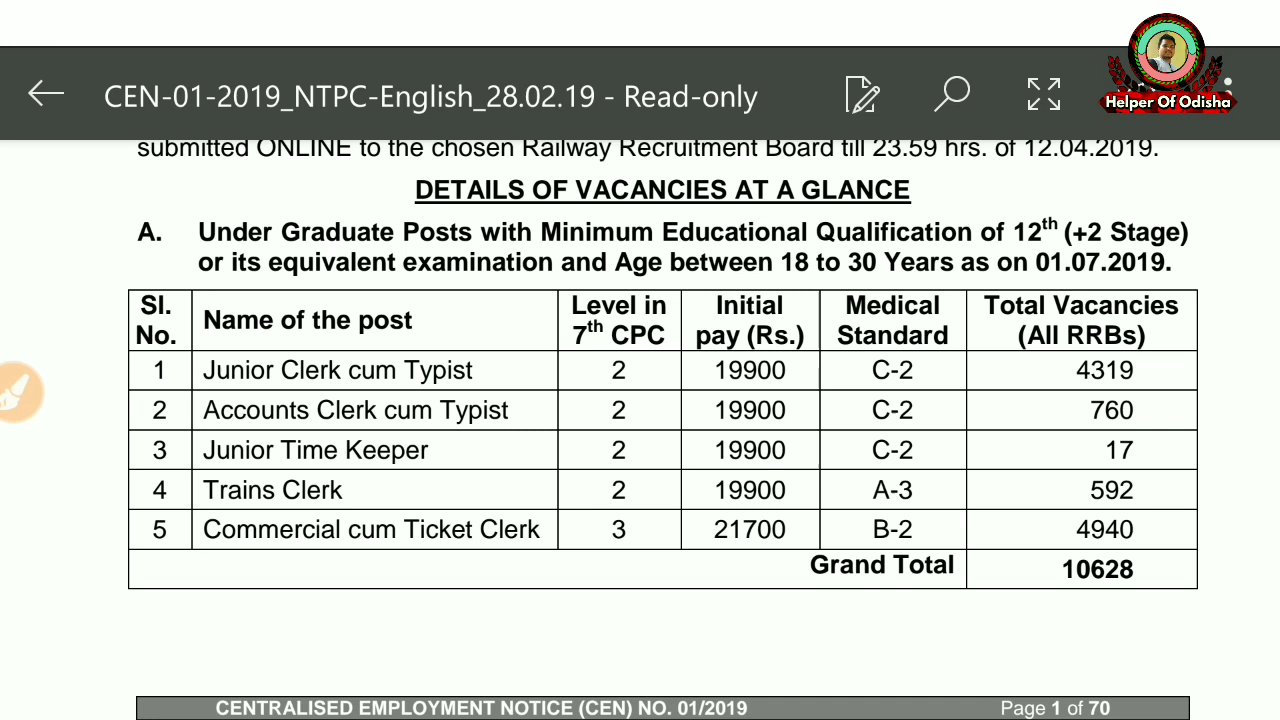 Helper Of Odisha
CEN-01-2019_NTPC-English_28.02.19 - Read-only
submitted ONLINE to the chosen Railway Recruitment Board till 23.59 hrs. of 12.04.2019.
DETAILS OF VACANCIES AT A GLANCE
A. Under Graduate Posts with Minimum Educational Qualification of 12th (+2 Stage)
or its equivalent examination and Age between 18 to 30 Years as on 01.07.2019.
Sl. No. Name of the post Level in 7th CPC Initial pay (Rs.) Medical Standard Total Vacancies (All RRBs)
1 Junior Clerk cum Typist 2 19900 C-2 4319
2 Accounts Clerk cum Typist 2 19900 C-2 760
3 Junior Time Keeper 2 19900 C-2 17
4 Trains Clerk 2 19900 A-3 592
5 Commercial cum Ticket Clerk 3 21700 B-2 4940
Grand Total 10628
CENTRALISED EMPLOYMENT NOTICE (CEN) NO. 01/2019 Page 1 of 70